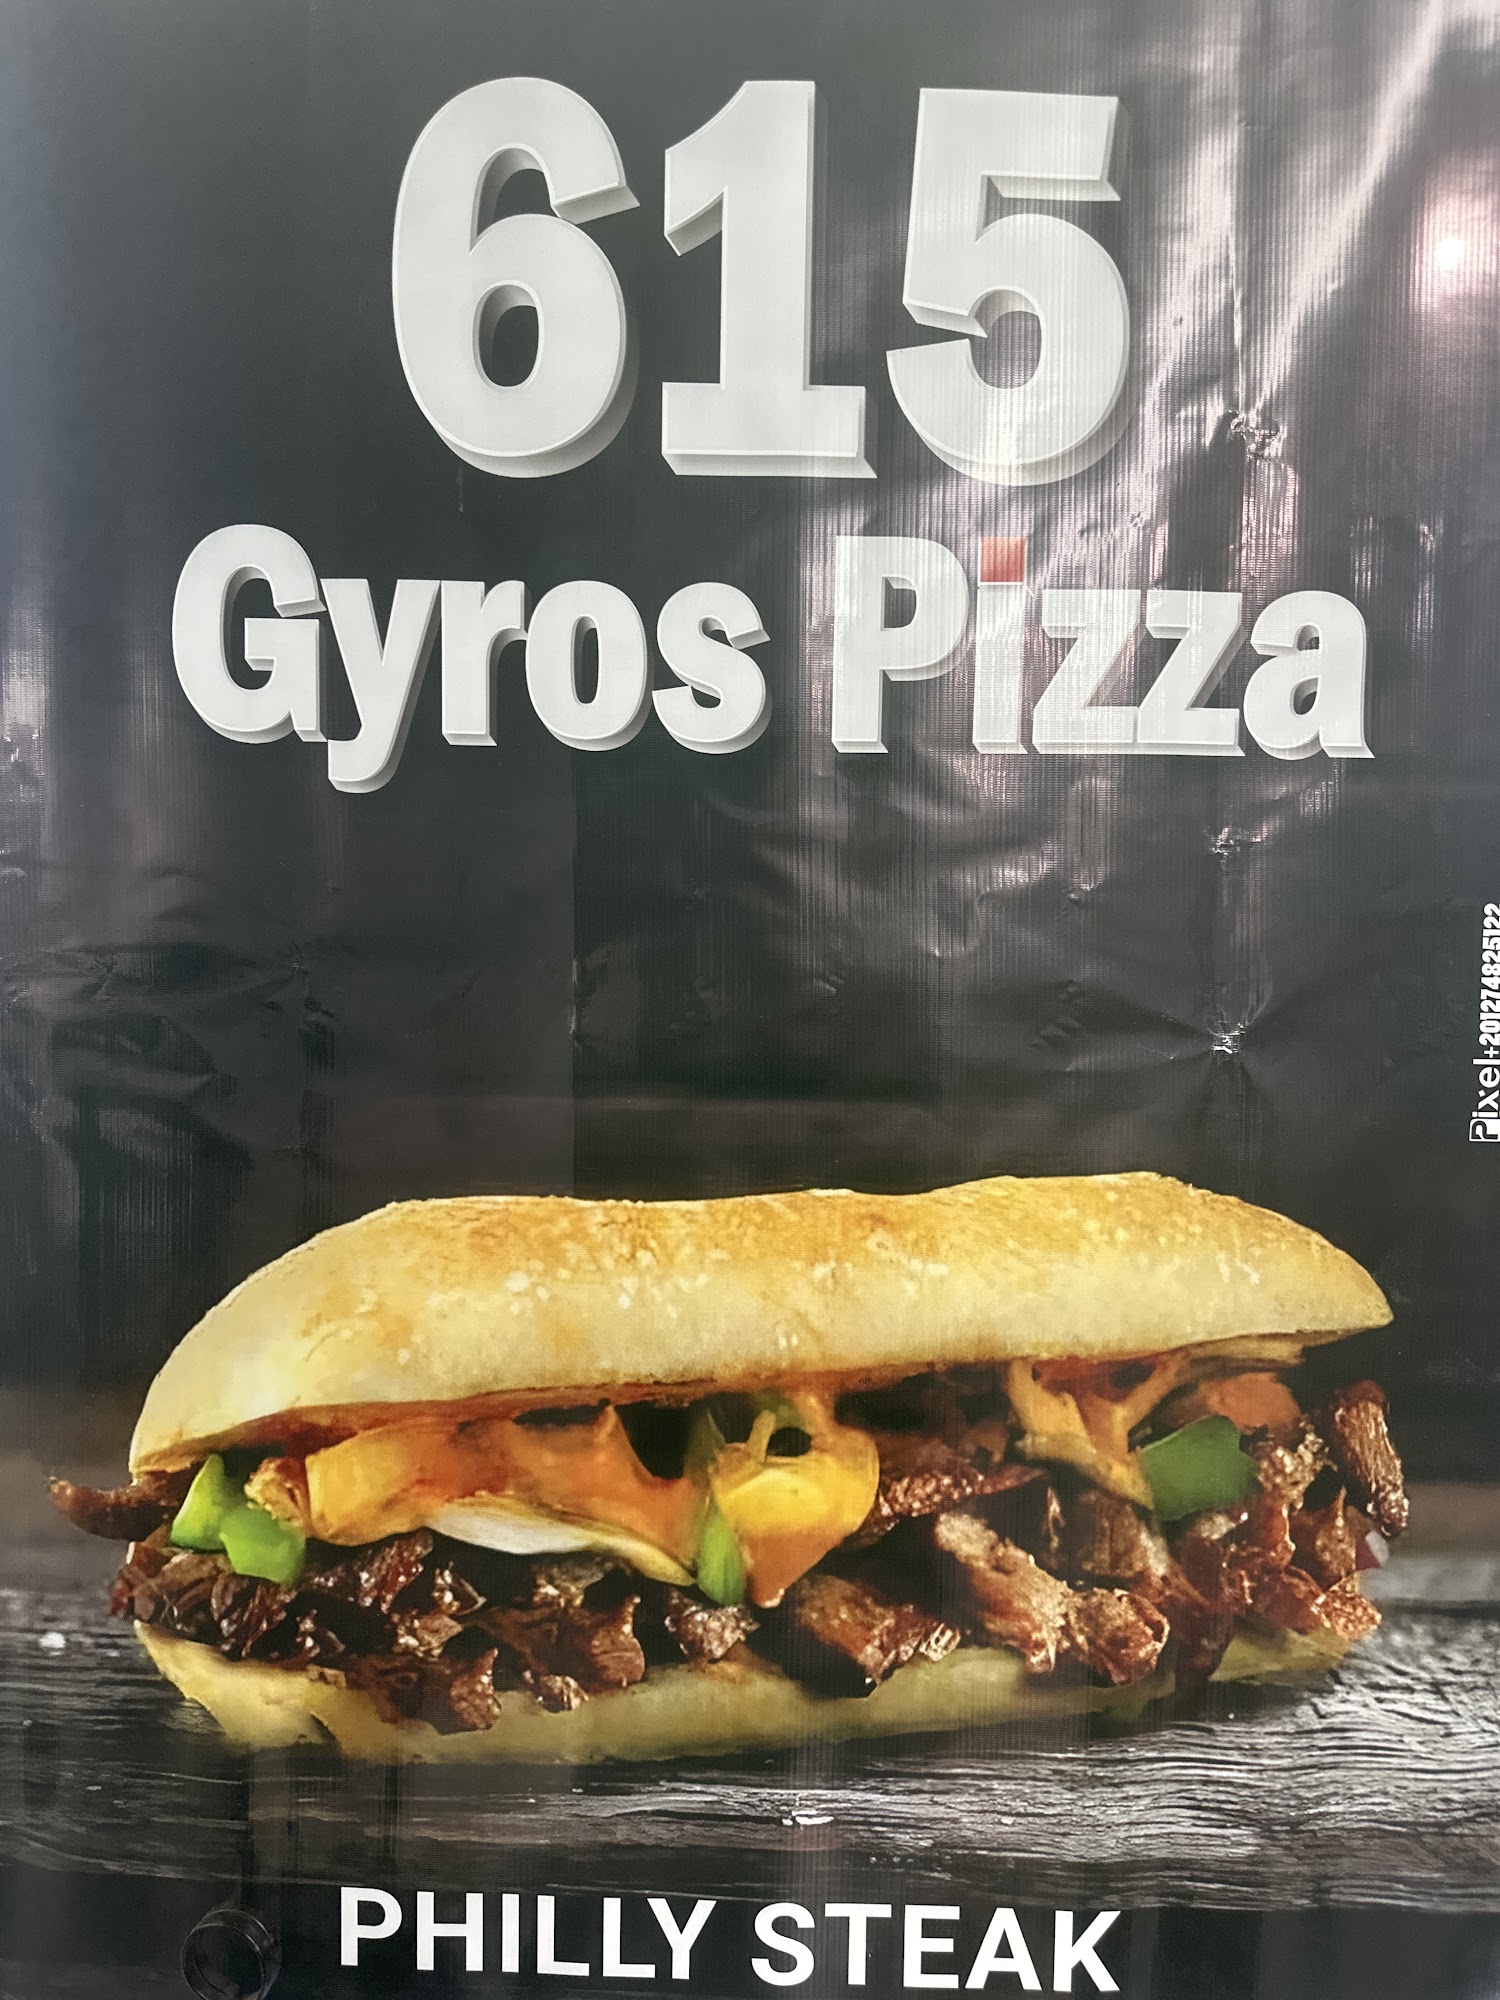 615
Gyros Pizza
Pixel+201274825122
PHILLY STEAK